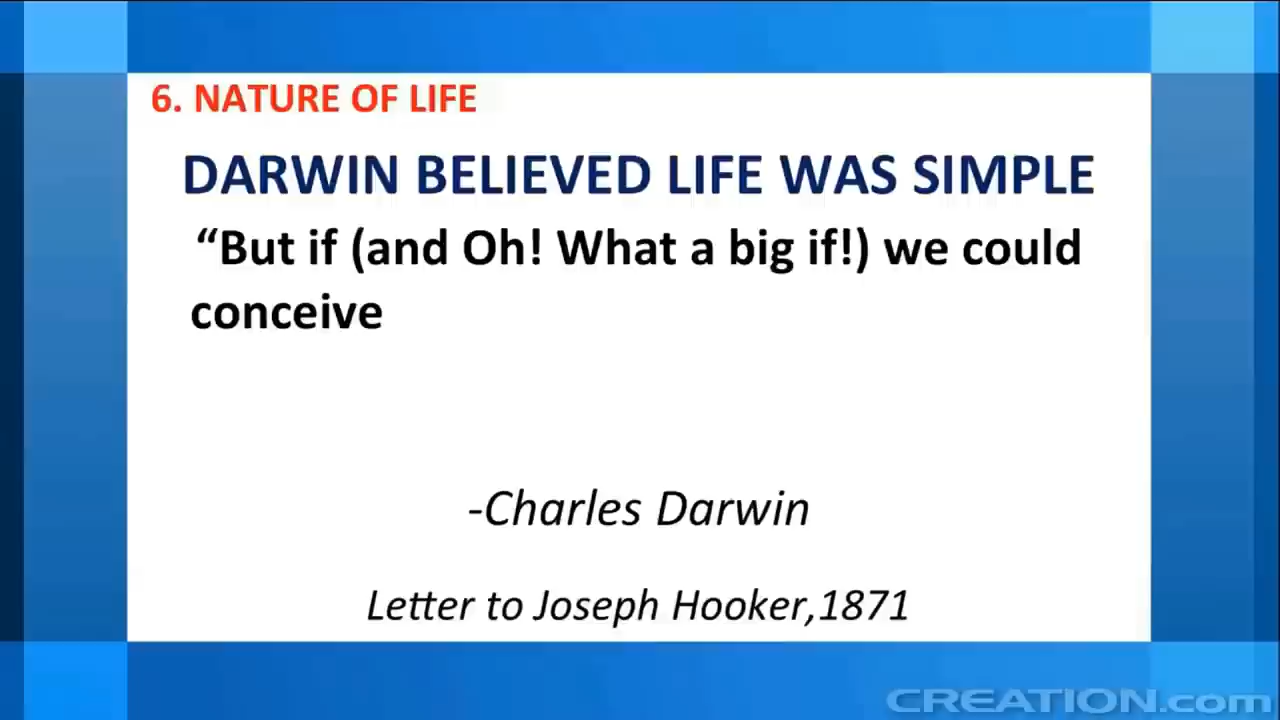 6. NATURE OF LIFE
DARWIN BELIEVED LIFE WAS SIMPLE
“But if (and Oh! What a big if!) we could
conceive
-Charles Darwin
Letter to Joseph Hooker,1871
CREATION.com